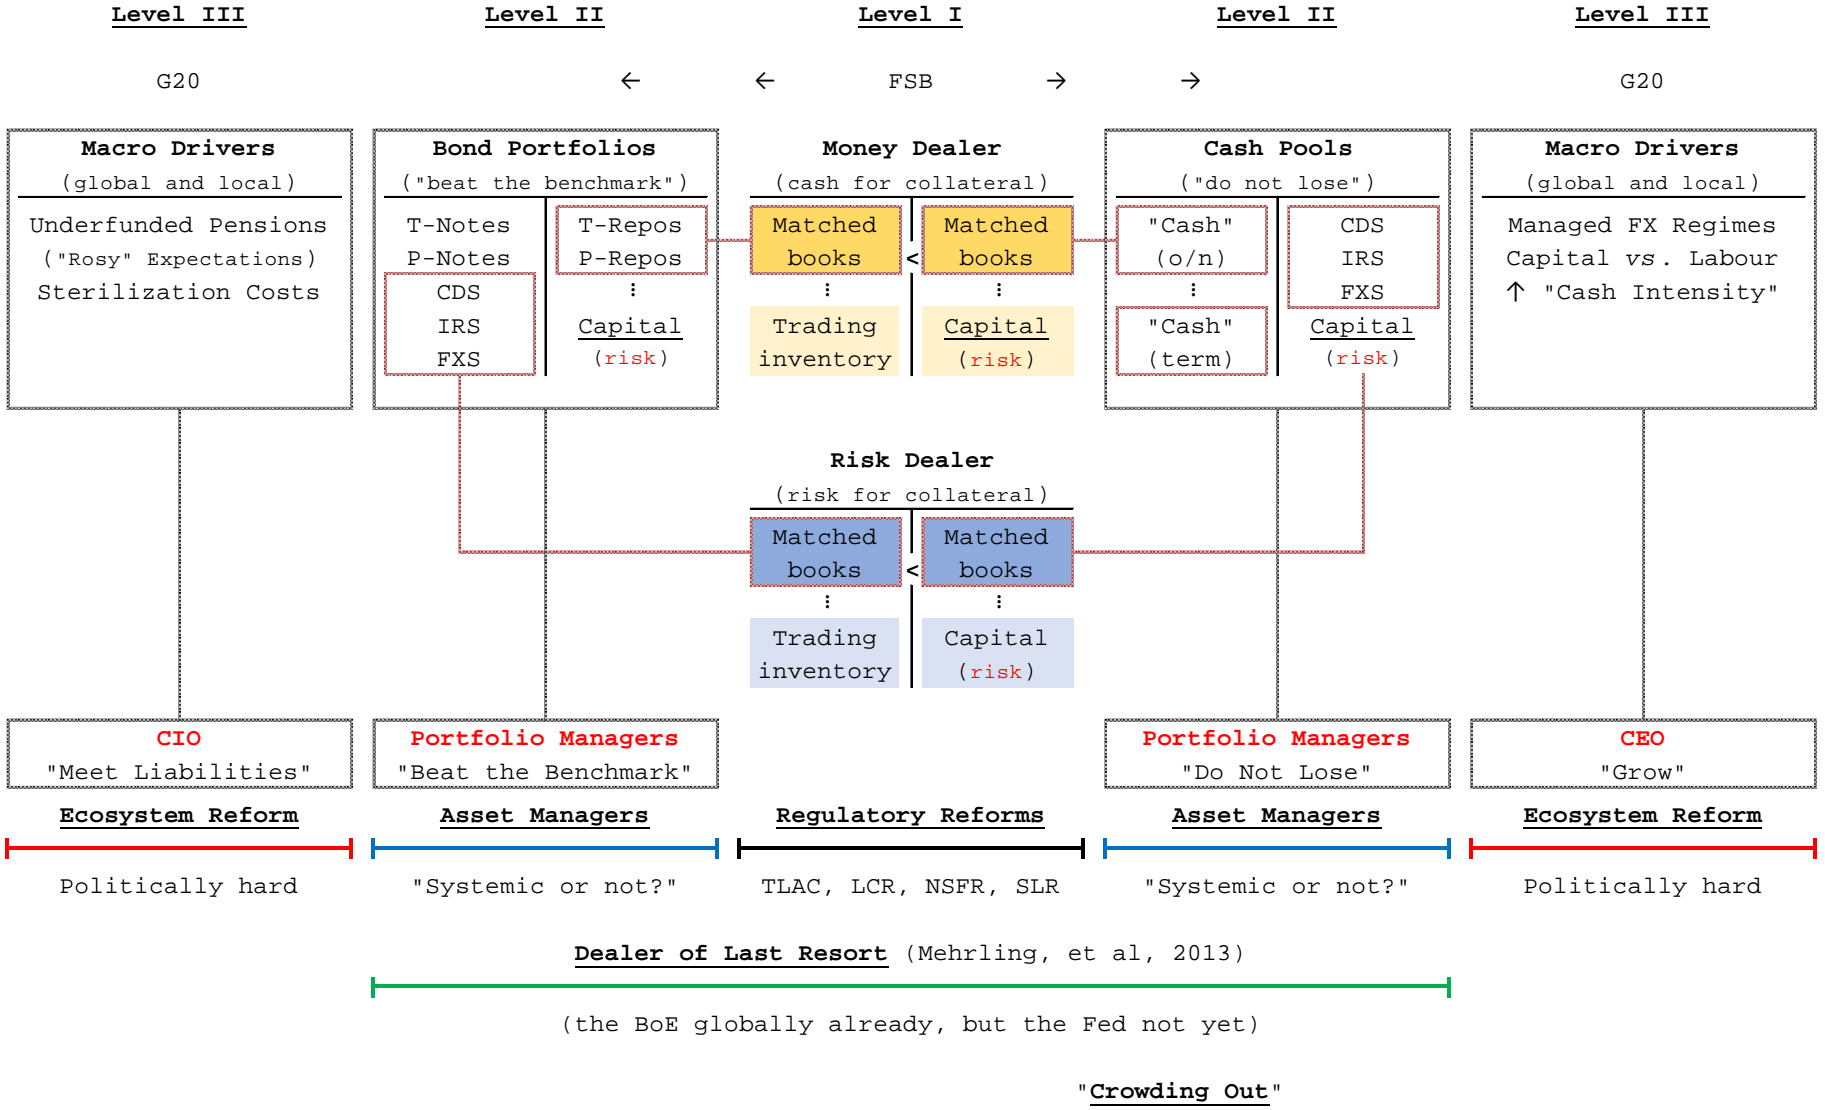 Level III
Level II
Level I
Level II
Level III
G20
← ← FSB → →
G20
Macro Drivers
(global and local)
Underfunded Pensions
("Rosy" Expectations)
Sterilization Costs
Bond Portfolios
("beat the benchmark")
T-Notes
P-Notes
CDS
IRS
FXS
T-Repos
P-Repos
⋮
Capital
(risk)
Money Dealer
(cash for collateral)
Matched
books
⋮
Trading
inventory
<
Matched
books
⋮
Capital
(risk)
Cash Pools
("do not lose")
"Cash"
(o/n)
⋮
"Cash"
(term)
CDS
IRS
FXS
Capital
(risk)
Macro Drivers
(global and local)
Managed FX Regimes
Capital vs. Labour
↑ "Cash Intensity"
Risk Dealer
(risk for collateral)
Matched
books
⋮
Trading
inventory
<
Matched
books
⋮
Capital
(risk)
CIO
"Meet Liabilities"
Portfolio Managers
"Beat the Benchmark"
Portfolio Managers
"Do Not Lose"
CEO
"Grow"
Ecosystem Reform
Asset Managers
Regulatory Reforms
Asset Managers
Ecosystem Reform
Politically hard
"Systemic or not?"
TLAC, LCR, NSFR, SLR
"Systemic or not?"
Politically hard
Dealer of Last Resort (Mehrling, et al, 2013)
(the BoE globally already, but the Fed not yet)
"Crowding Out"